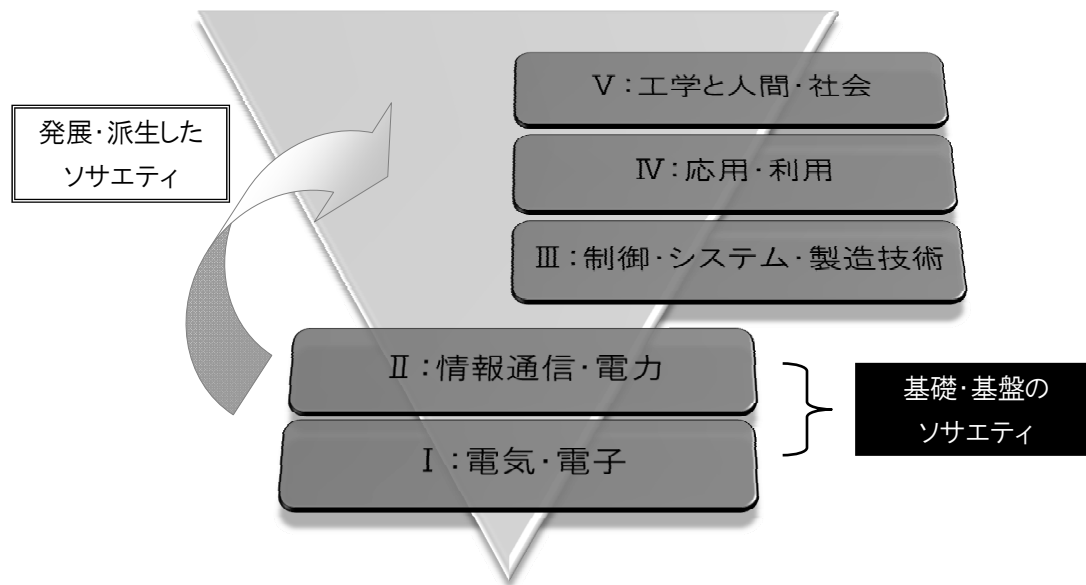 Ⅴ:工学と人間・社会
発展・派生した
ソサエティ
Ⅳ:応用・利用
Ⅲ:制御・システム・製造技術
Ⅱ:情報通信・電力
基礎・基盤の
ソサエティ
Ⅰ:電気・電子